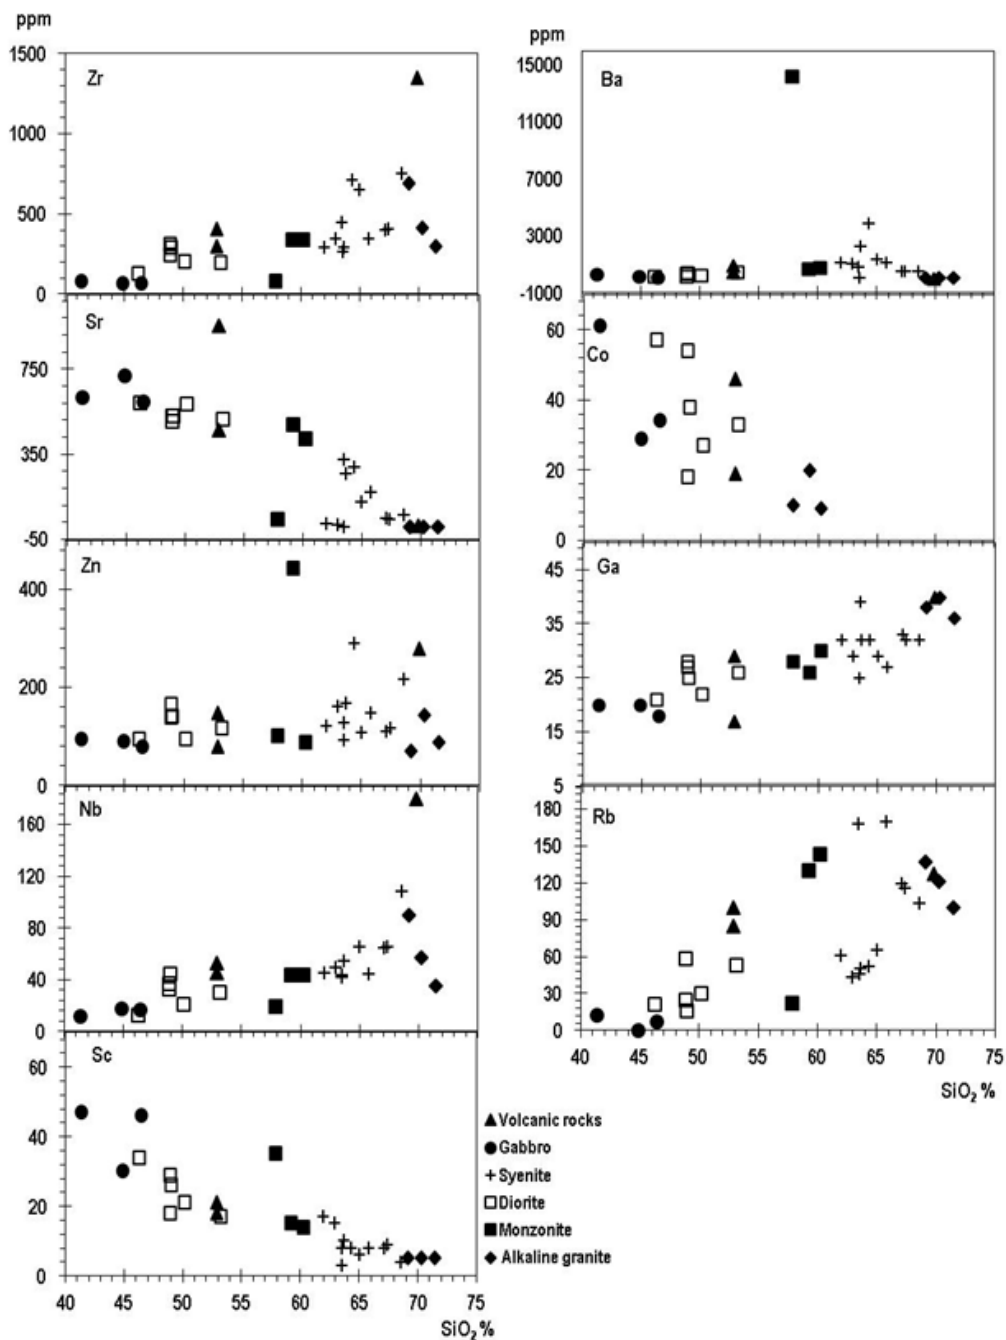 ppm
1500
1000
500
0
Zr
Sr
750
350
-50
Zn
400
200
0
Nb
160
120
80
40
0
Sc
60
40
20
0
40 45 50 55 60 65 70 75
SiO₂ %
ppm
15000
11000
7000
3000
-1000
Ba
60
40
20
0
Co
Ga
45
35
25
15
5
Rb
180
150
120
90
60
30
0
40 45 50 55 60 65 70 75
SiO₂ %
Volcanic rocks
Gabbro
Syenite
Diorite
Monzonite
Alkaline granite